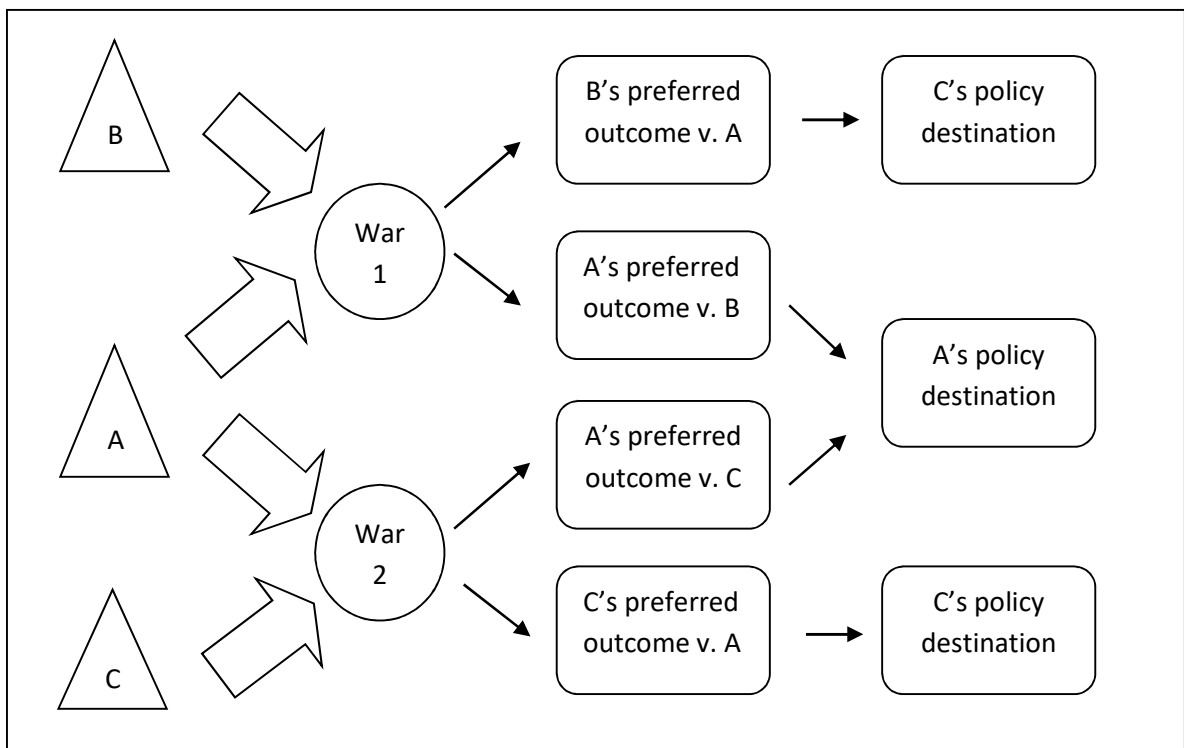 B
A
C
War
1
War
2
B’s preferred
outcome v. A
A’s preferred
outcome v. B
A’s preferred
outcome v. C
C’s preferred
outcome v. A
C’s policy
destination
A’s policy
destination
C’s policy
destination